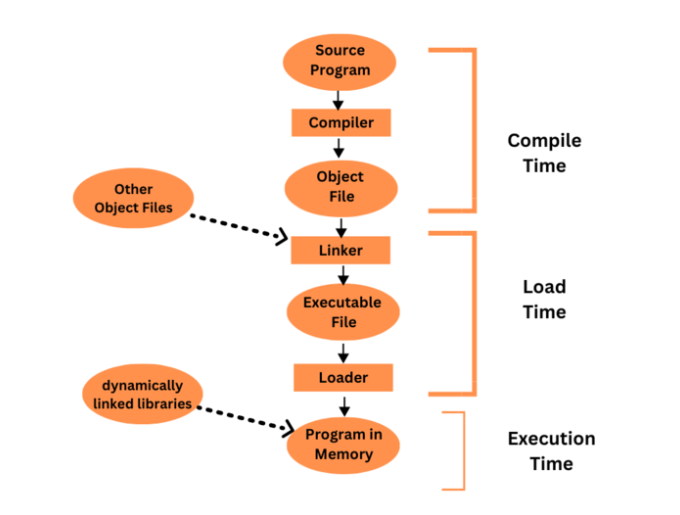 Source
Program
Compiler
Compile
Time
Object
File
Other
Object Files
Linker
Load
Time
Executable
File
Loader
dynamically
linked libraries
Program in
Memory
Execution
Time